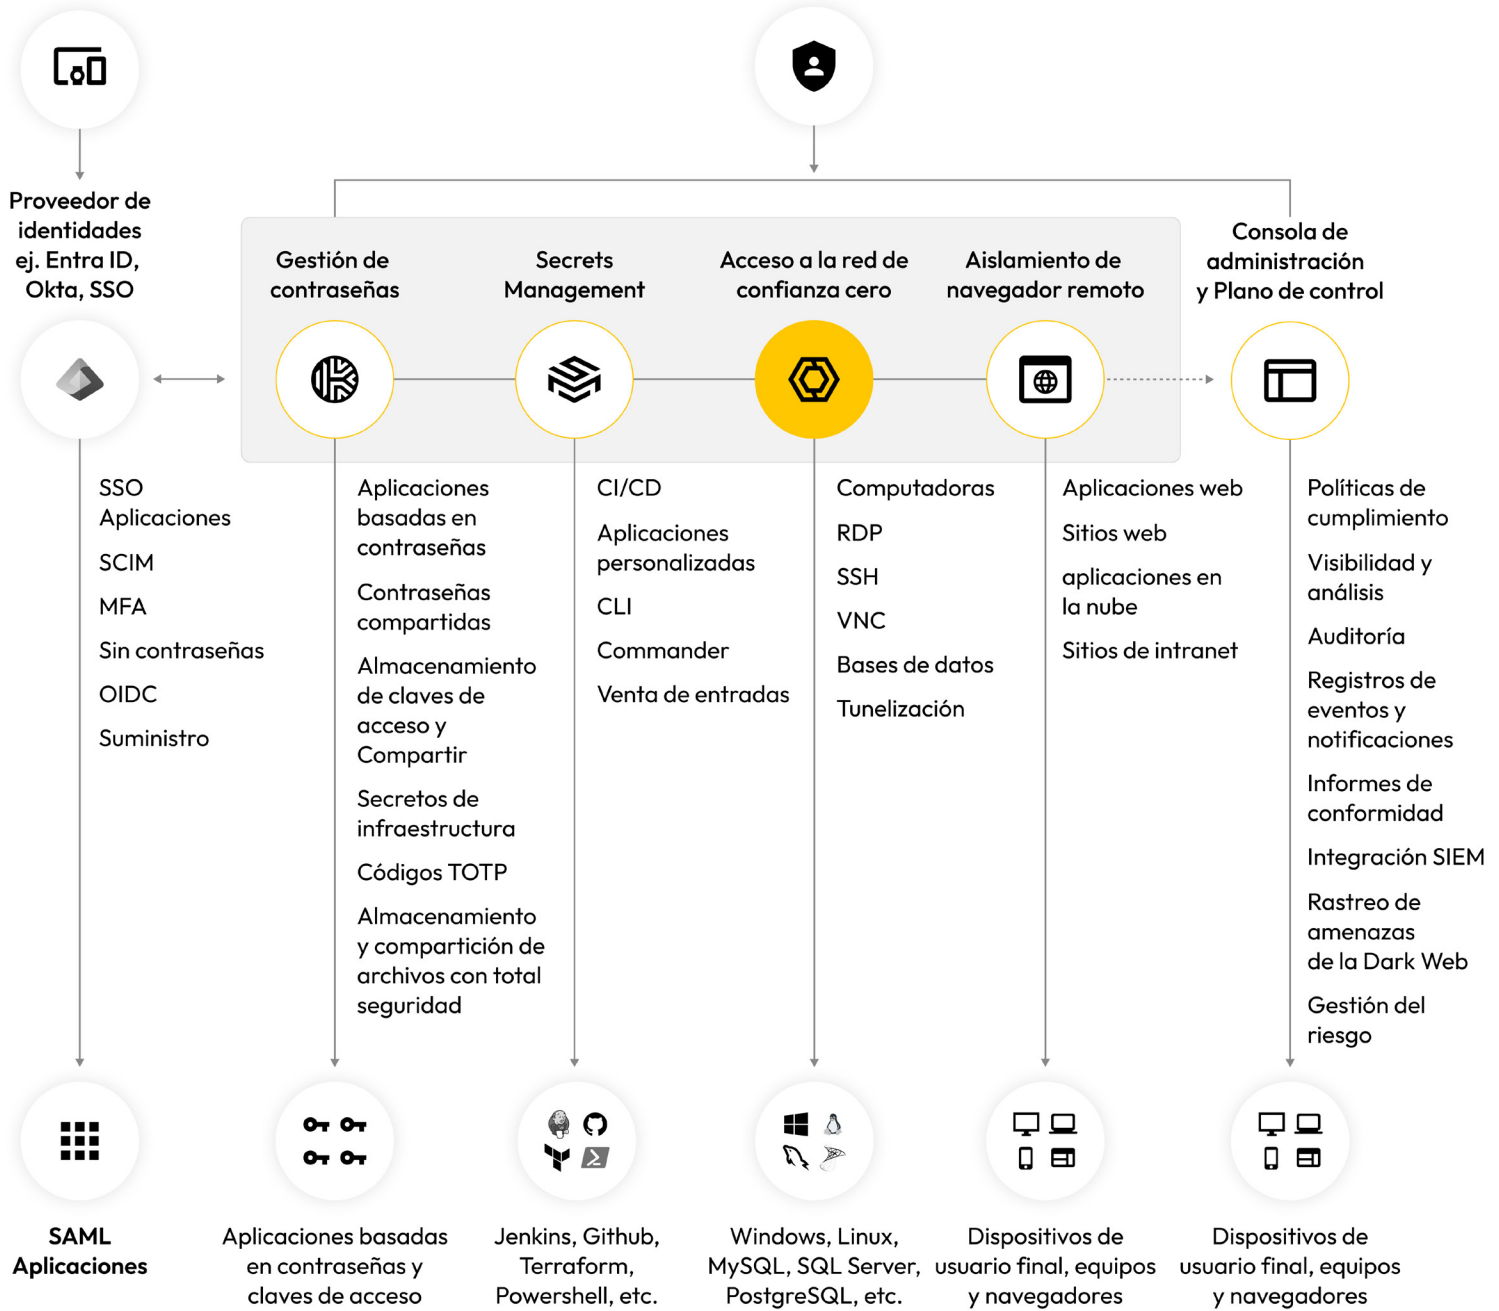 Proveedor de
identidades
ej. Entra ID,
Okta, SSO
Gestión de
contraseñas
Secrets
Management
Acceso a la red de
confianza cero
Aislamiento de
navegador remoto
Consola de
administración
y Plano de control
SSO
Aplicaciones
SCIM
MFA
Sin contraseñas
OIDC
Suministro
Aplicaciones
basadas en
contraseñas
Contraseñas
compartidas
Almacenamiento
de claves de
acceso y
Compartir
Secretos de
infraestructura
Códigos TOTP
Almacenamiento
y compartición de
archivos con total
seguridad
CI/CD
Aplicaciones
personalizadas
CLI
Commander
Venta de entradas
Computadoras
RDP
SSH
VNC
Bases de datos
Tunelización
Aplicaciones web
Sitios web
aplicaciones en
la nube
Sitios de intranet
Políticas de
cumplimiento
Visibilidad y
análisis
Auditoría
Registros de
eventos y
notificaciones
Informes de
conformidad
Integración SIEM
Rastreo de
amenazas
de la Dark Web
Gestión del
riesgo
SAML
Aplicaciones
Aplicaciones basadas
en contraseñas y
claves de acceso
Jenkins, Github,
Terraform,
Powershell, etc.
Windows, Linux,
MySQL, SQL Server,
PostgreSQL, etc.
Dispositivos de
usuario final, equipos
y navegadores
Dispositivos de
usuario final, equipos
y navegadores